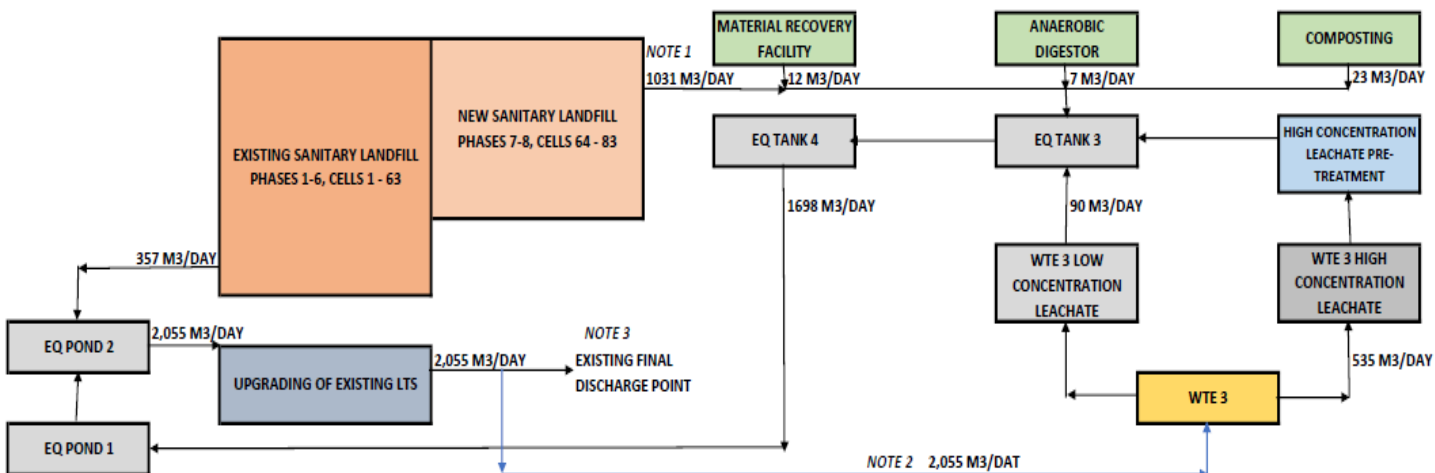 MATERIAL RECOVERY
FACILITY
ANAEROBIC
DIGESTOR
COMPOSTING
NOTE 1
1031 M3/DAY
12 M3/DAY
7 M3/DAY
23 M3/DAY
EXISTING SANITARY LANDFILL
PHASES 1-6, CELLS 1 - 63
NEW SANITARY LANDFILL
PHASES 7-8, CELLS 64 - 83
EQ TANK 4
EQ TANK 3
HIGH CONCENTRATION
LEACHATE PRE-
TREATMENT
1698 M3/DAY
90 M3/DAY
357 M3/DAY
WTE 3 LOW
CONCENTRATION
LEACHATE
WTE 3 HIGH
CONCENTRATION
LEACHATE
EQ POND 2
2,055 M3/DAY
UPGRADING OF EXISTING LTS
2,055 M3/DAY
NOTE 3
EXISTING FINAL
DISCHARGE POINT
535 M3/DAY
WTE 3
EQ POND 1
NOTE 2 2,055 M3/DAT